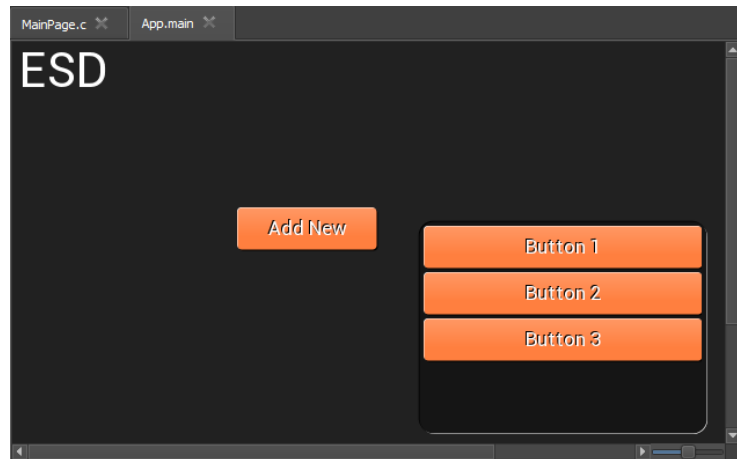 MainPage.c
App.main
ESD
Add New
Button 1
Button 2
Button 3